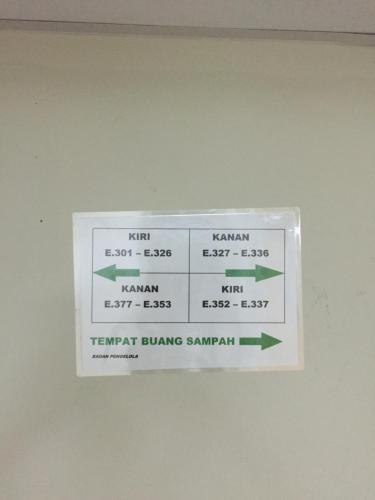 KIRI KANAN
E.301 – E.326 E.327 – E.336
KANAN KIRI
E.377 – E.353 E.352 – E.337
TEMPAT BUANG SAMPAH
BADAN PENGELOLA